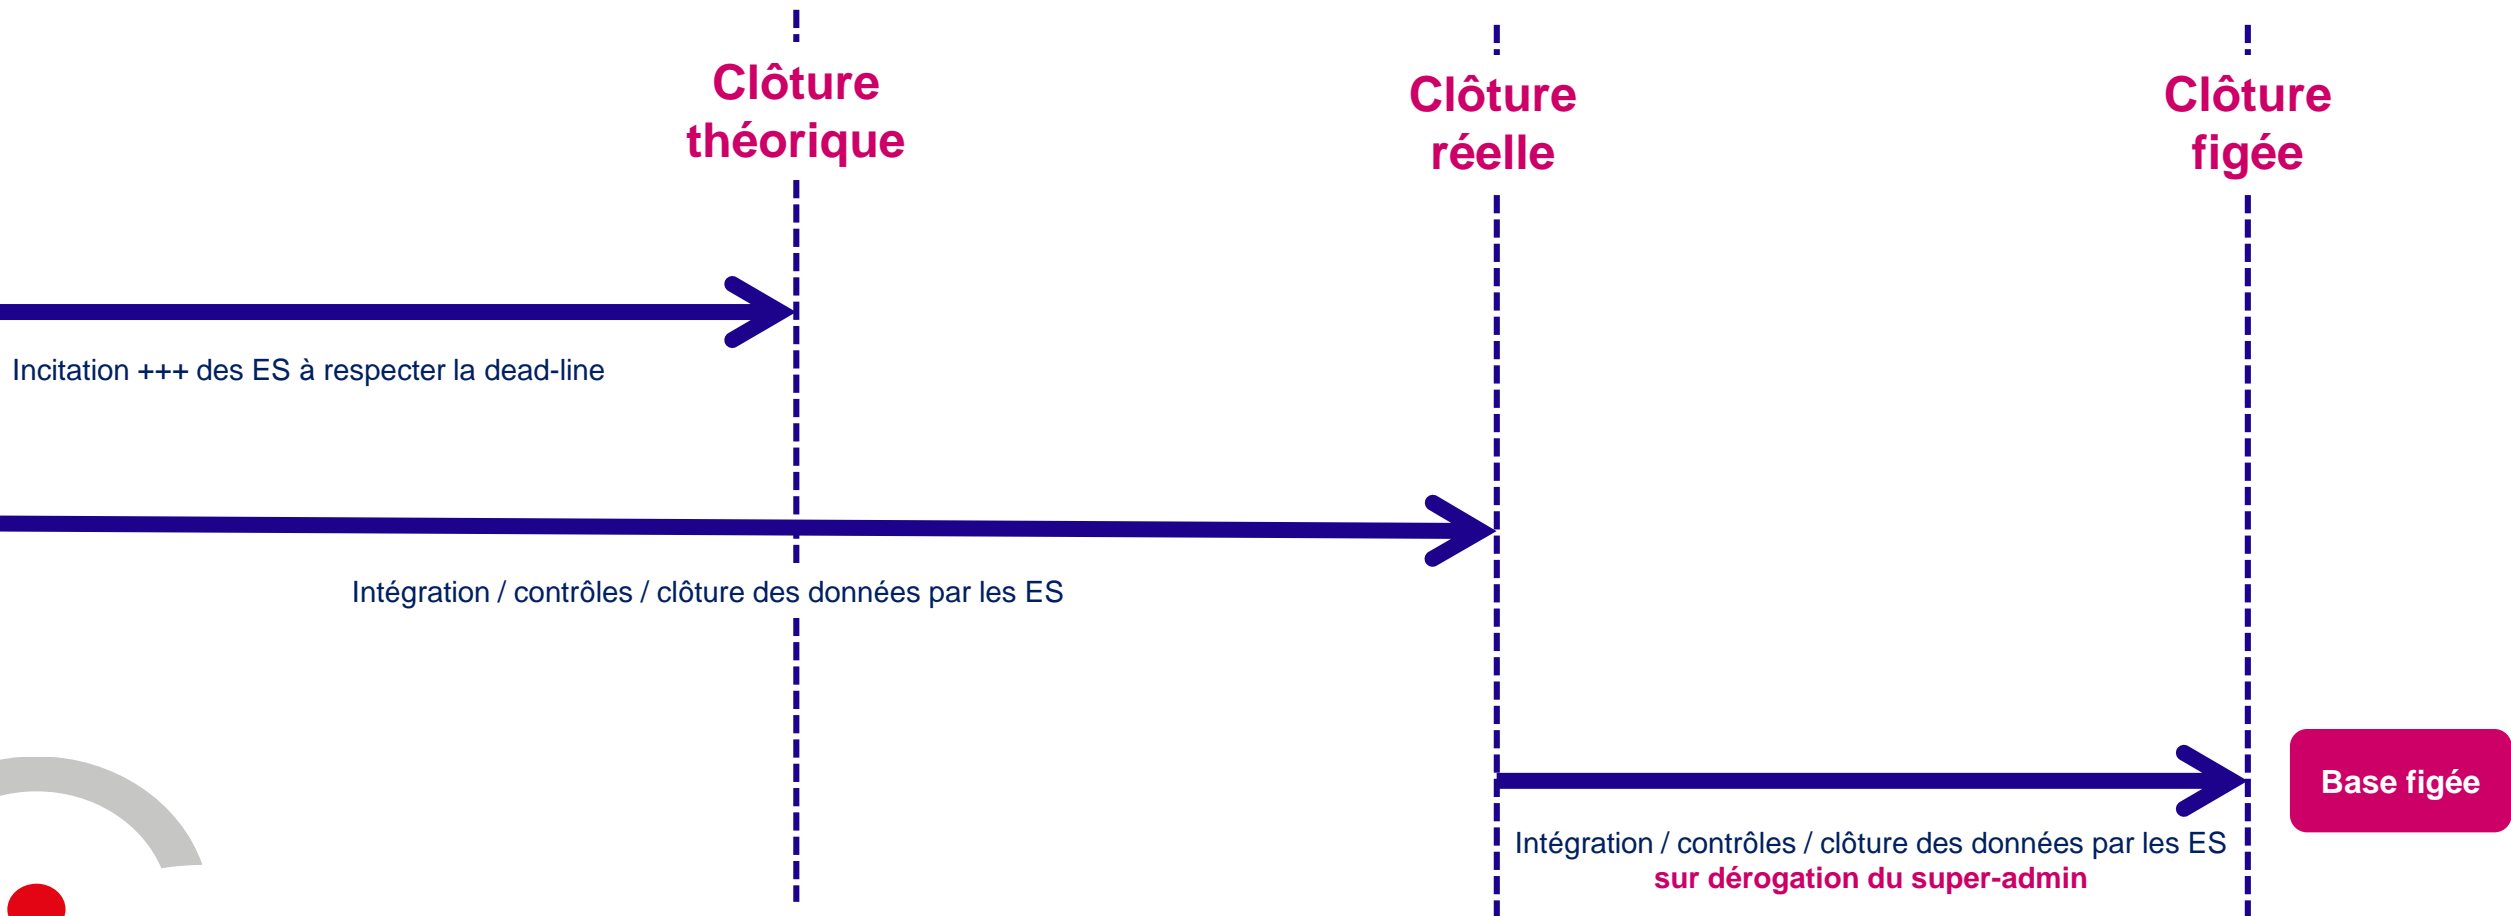 Clôture
théorique
Clôture
réelle
Clôture
figée
Incitation +++ des ES à respecter la dead-line
Intégration / contrôles / clôture des données par les ES
Base figée
Intégration / contrôles / clôture des données par les ES
sur dérogation du super-admin